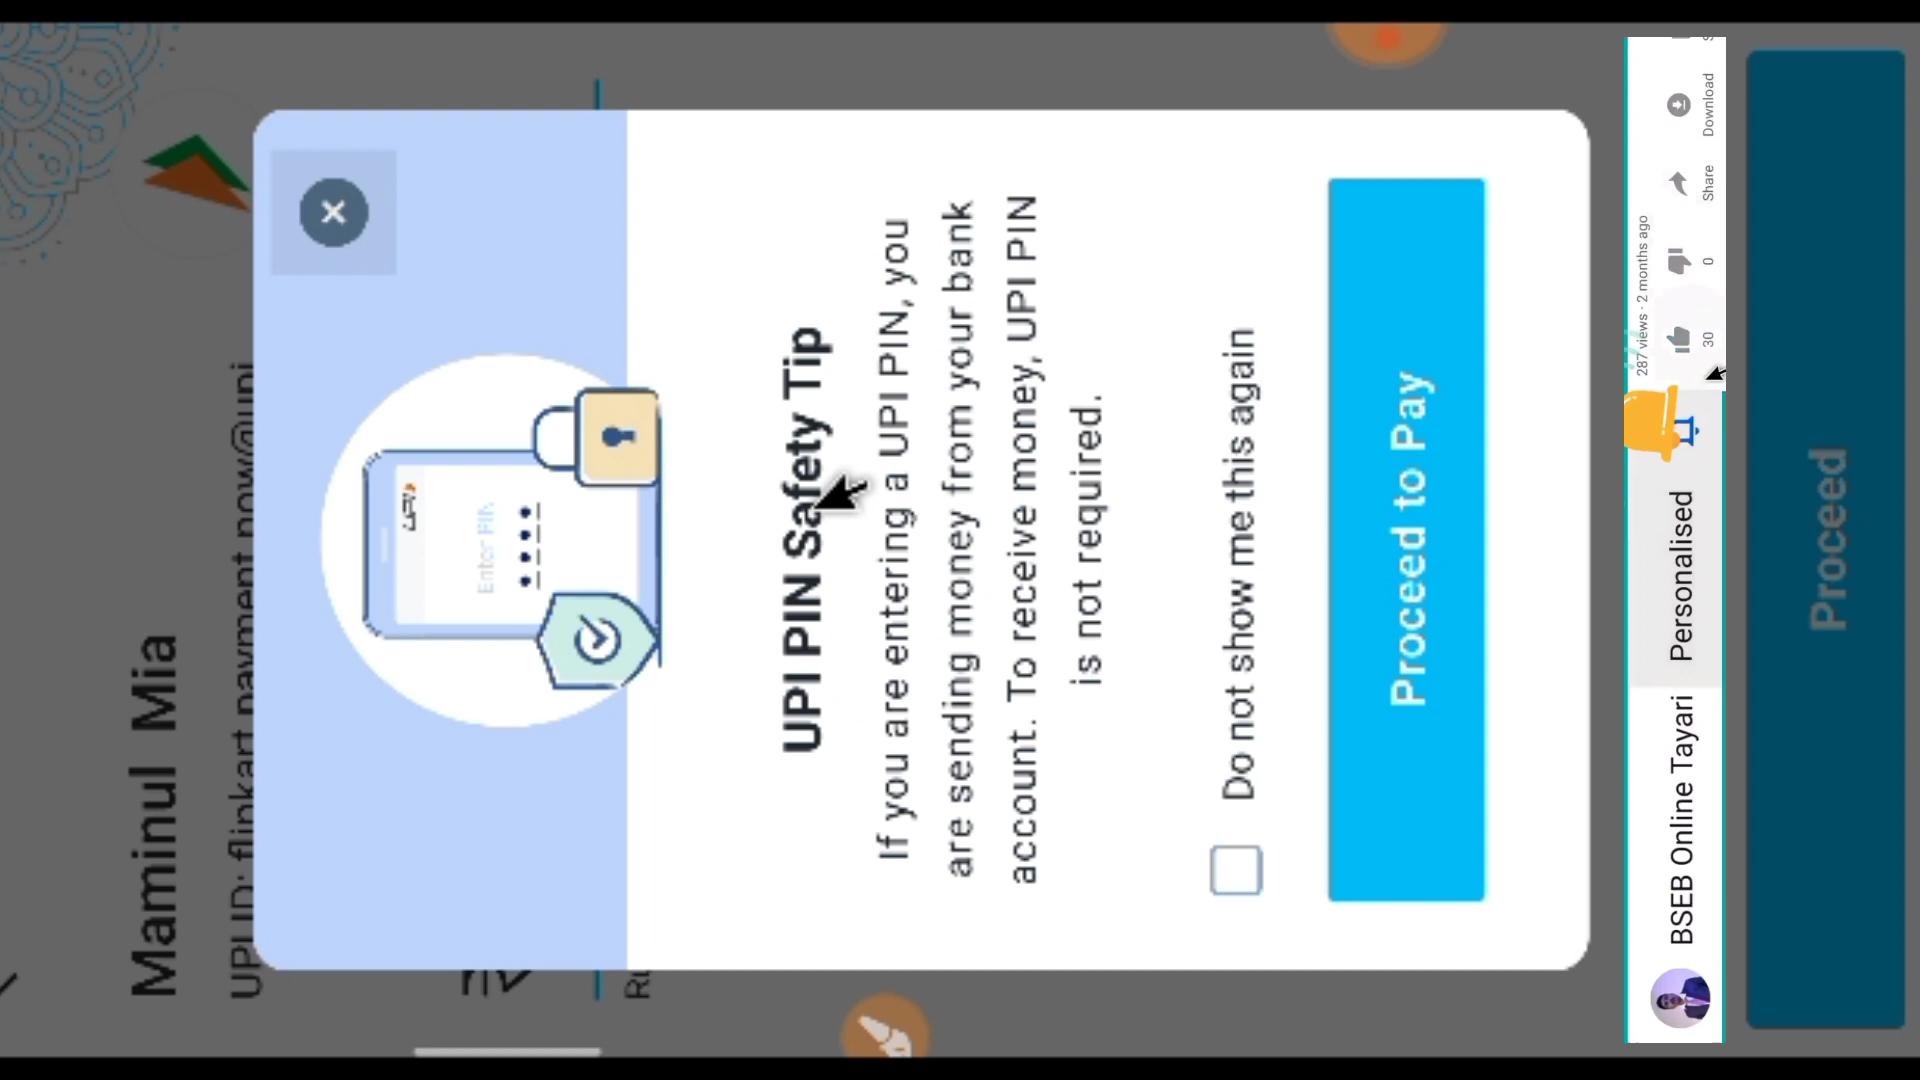 Maminul Mia
UPI ID: flipkart.payment.now@upi
UPI
Enter PIN
UPI PIN Safety Tip
If you are entering a UPI PIN, you
are sending money from your bank
account. To receive money, UPI PIN
is not required.
Do not show me this again
Proceed to Pay
287 views · 2 months ago
30
0
Share
Download
BSEB Online Tayari
Personalised
Proceed